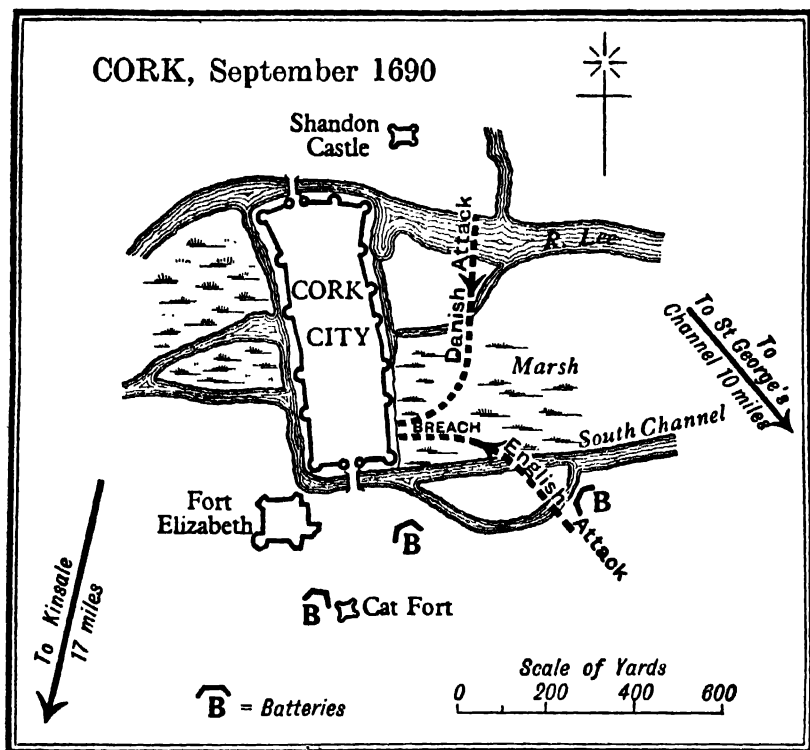 CORK, September 1690
Shandon
Castle
R. Lee
Danish Attack
CORK
CITY
To
To St George's
Channel 10 miles
Marsh
BREACH
South Channel
English Attack
Fort
Elizabeth
B
B
B
Cat Fort
To Kinsale
17 miles
B = Batteries
Scale of Yards
0 200 400 600